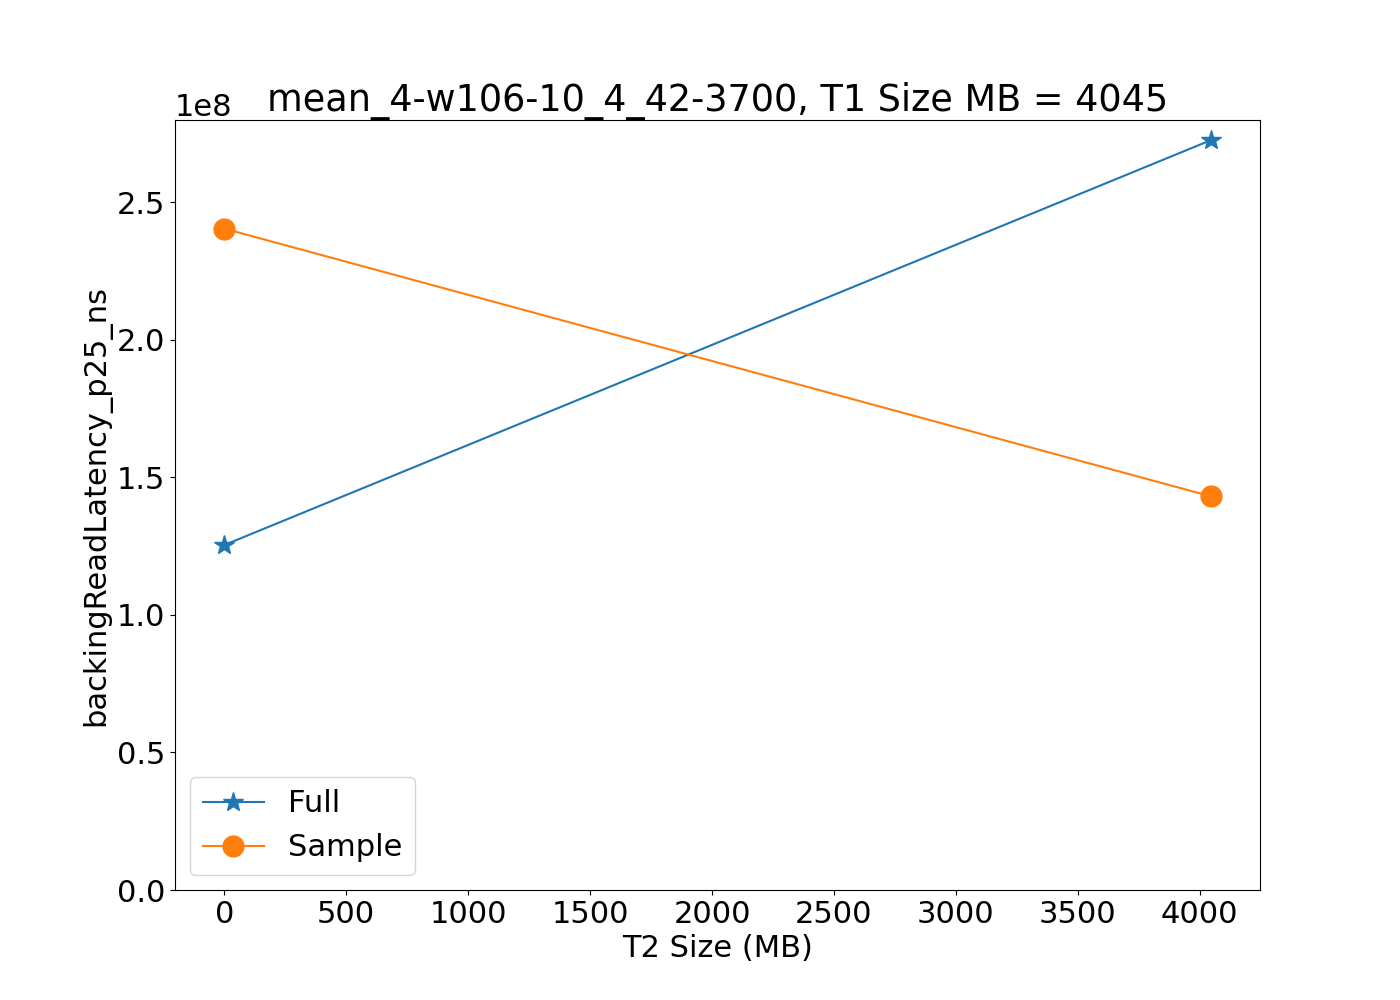 1e8
mean_4-w106-10_4_42-3700, T1 Size MB = 4045
backingReadLatency_p25_ns
2.5
2.0
1.5
1.0
0.5
0.0
Full
Sample
0 500 1000 1500 2000 2500 3000 3500 4000
T2 Size (MB)